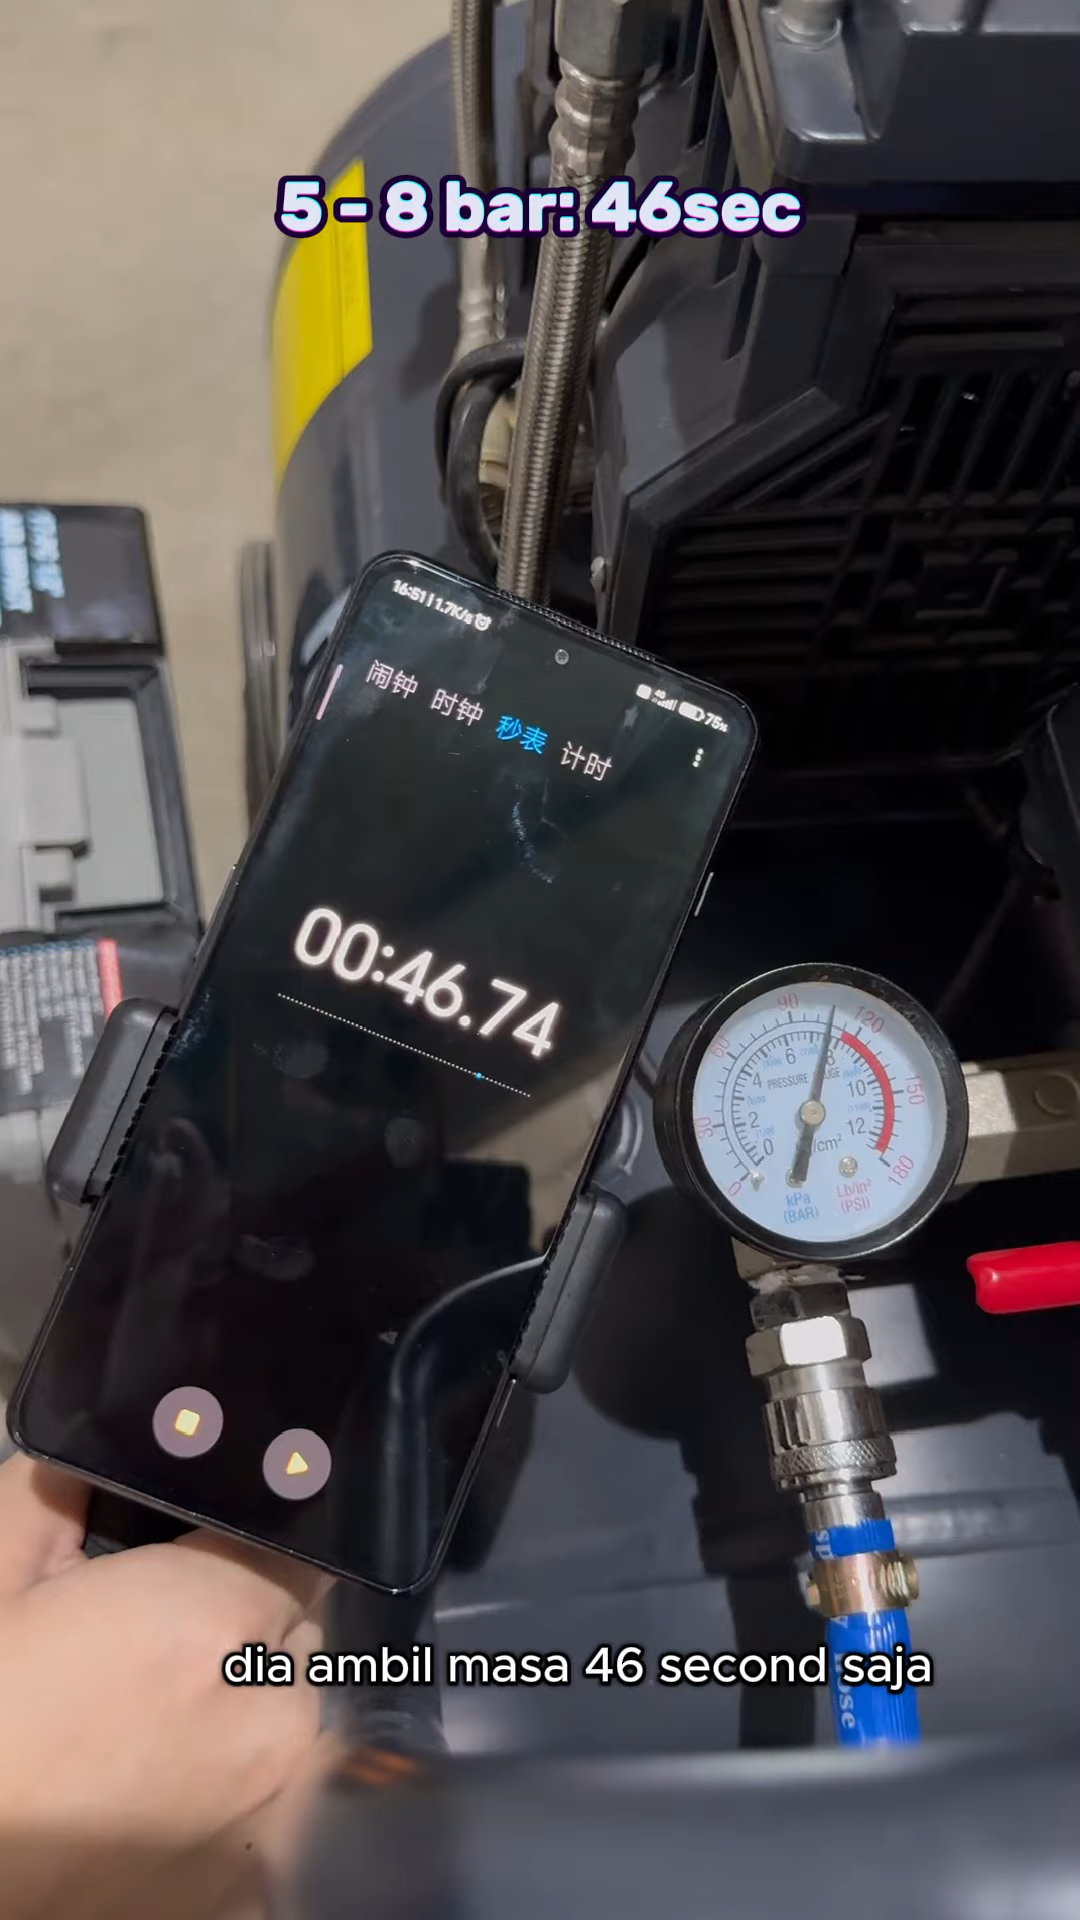 5 - 8 bar: 46sec
16:51 | 1.7K/s
4G
75%
闹钟 时钟 秒表 计时
00:46.74
0 30 60 90 120 150 180
0 2 4 6 8 10 12
PRESSURE GAUGE
/cm²
kPa
(BAR)
Lb/in²
(PSI)
dia ambil masa 46 second saja